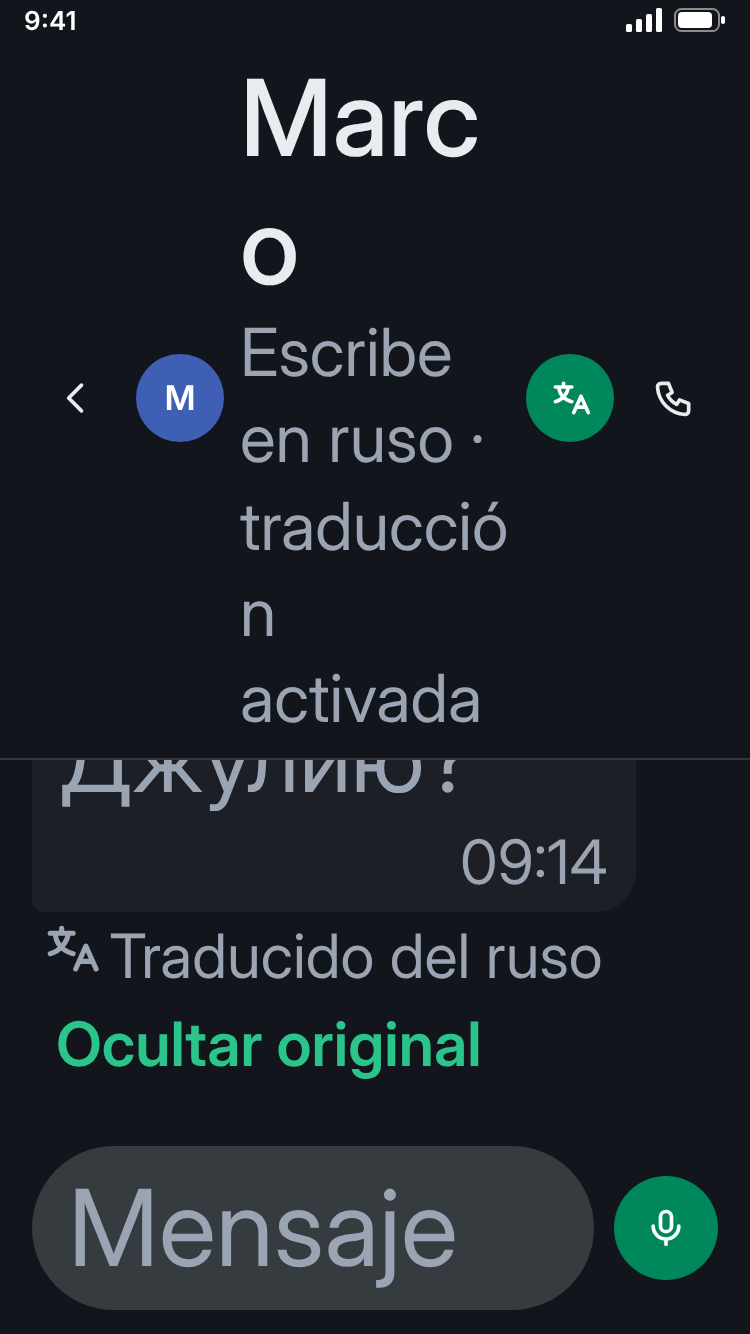 9:41
Marc
o
M
Escribe
en ruso ·
traducció
n
activada
Джулию?
09:14
Traducido del ruso
Ocultar original
Mensaje